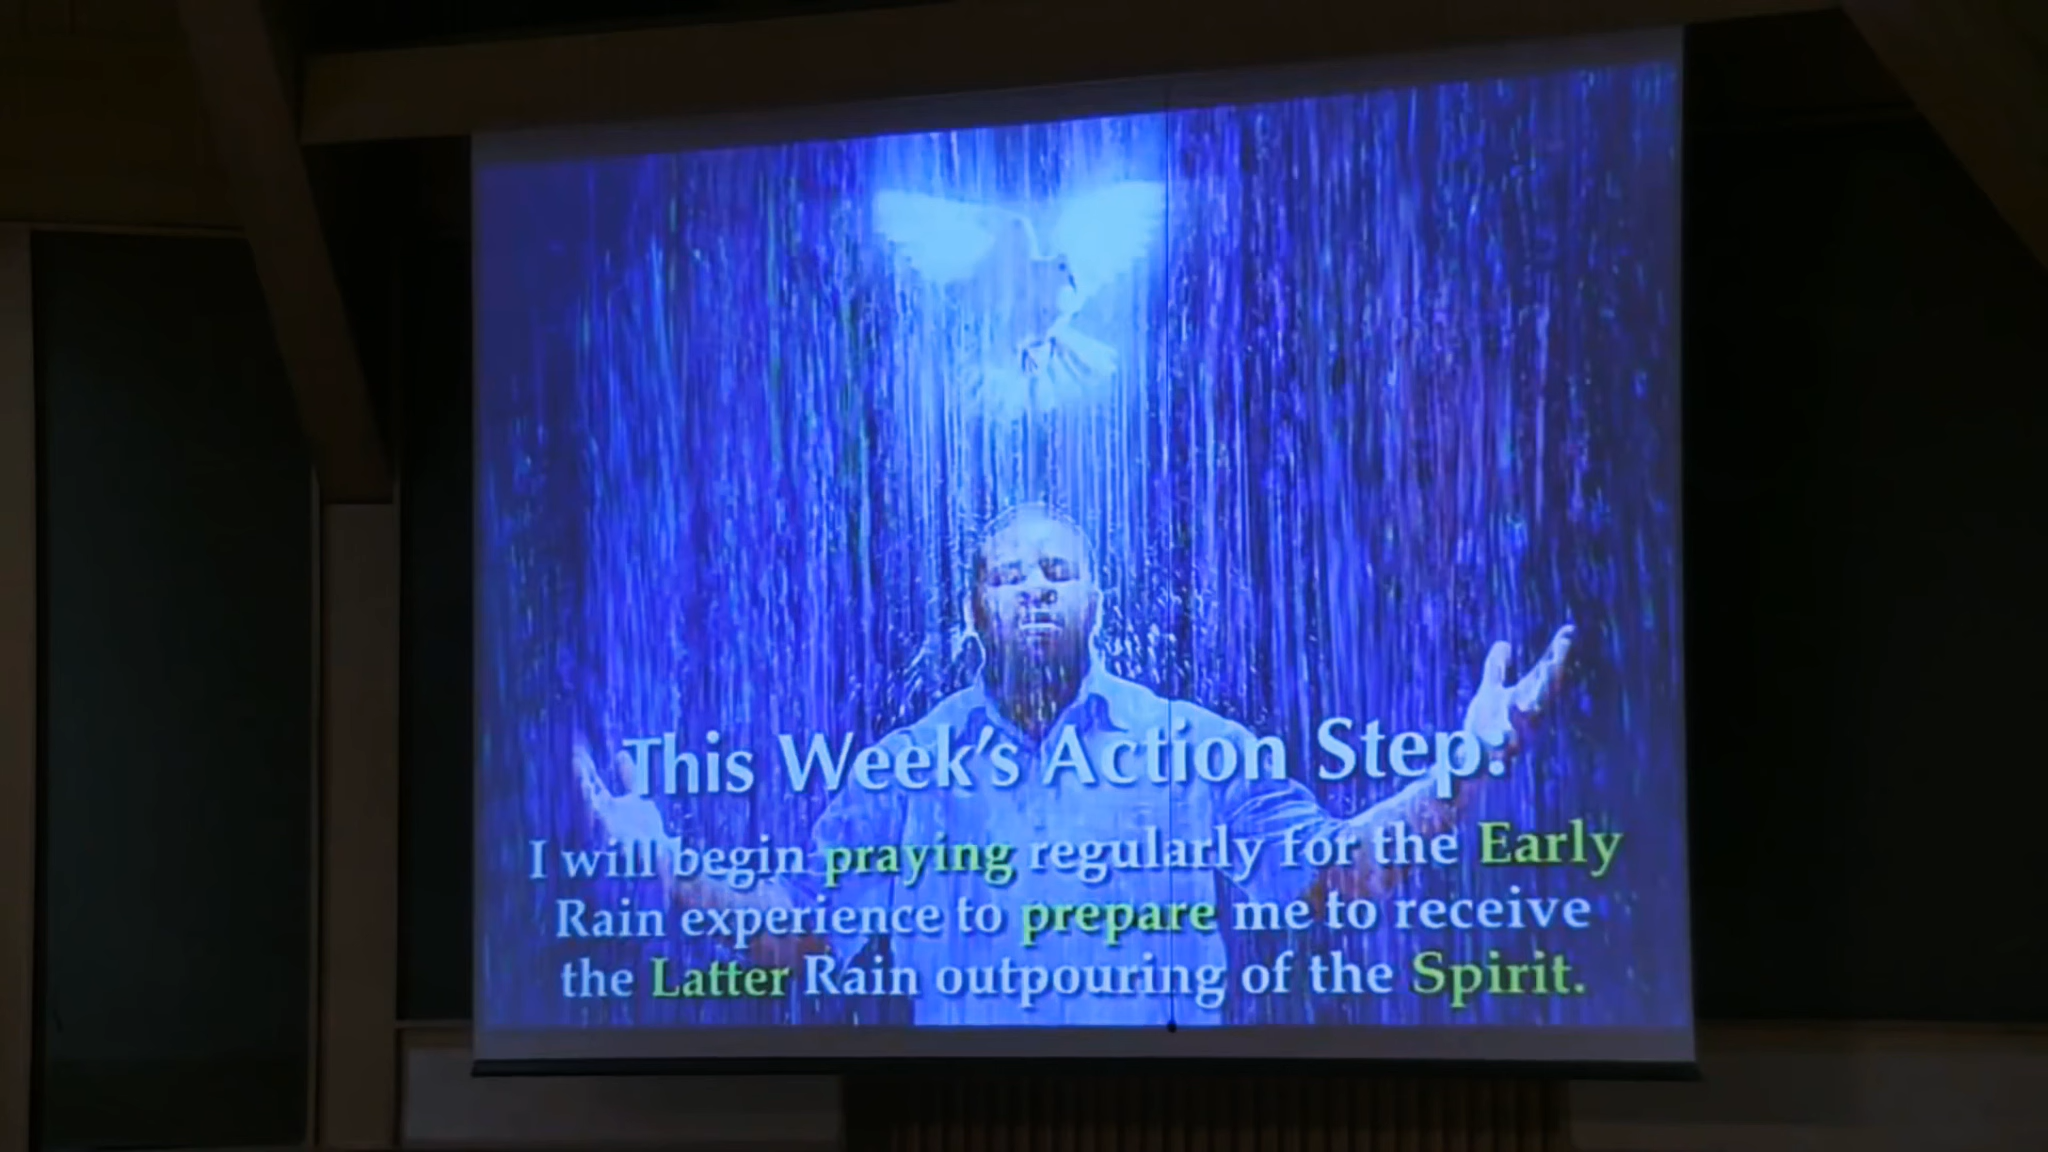 This Week's Action Step:
I will begin praying regularly for the Early
Rain experience to prepare me to receive
the Latter Rain outpouring of the Spirit.